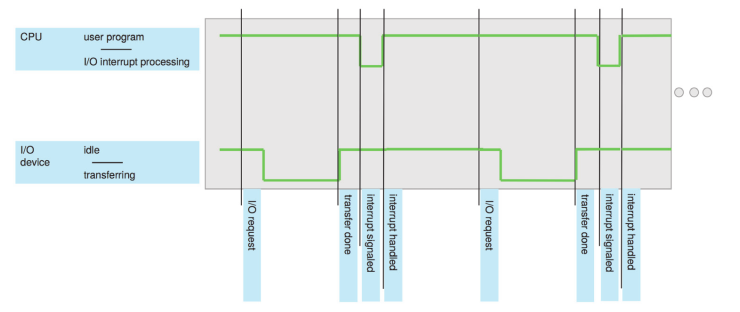 CPU
user program
I/O interrupt processing
I/O
device
idle
transferring
I/O request
transfer done
interrupt signaled
interrupt handled
I/O request
transfer done
interrupt signaled
interrupt handled